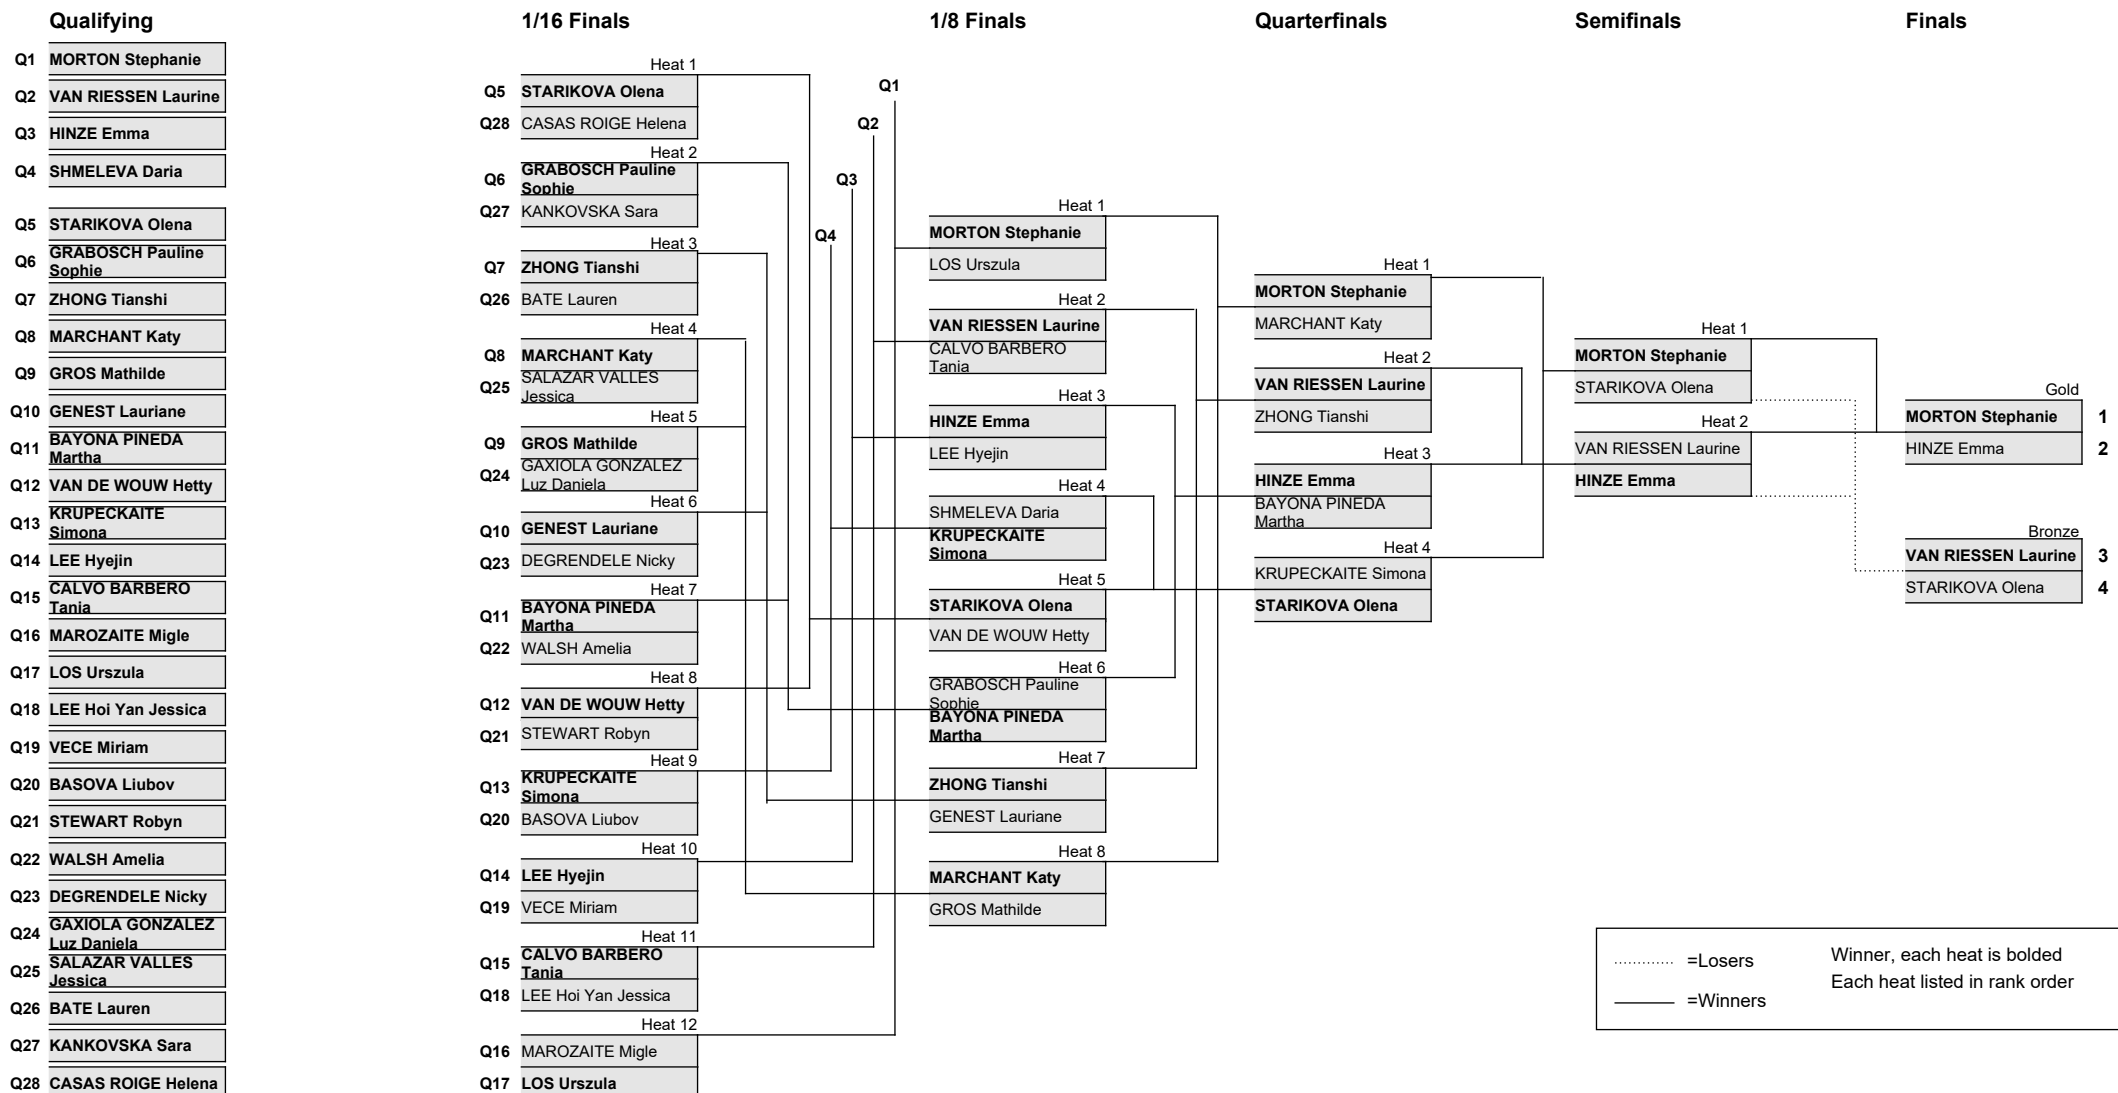 Qualifying
1/16 Finals
1/8 Finals
Quarterfinals
Semifinals
Finals
Q1 MORTON Stephanie
Q2 VAN RIESSEN Laurine
Q3 HINZE Emma
Q4 SHMELEVA Daria
Q5 STARIKOVA Olena
Q6 GRABOSCH Pauline
Sophie
Q7 ZHONG Tianshi
Q8 MARCHANT Katy
Q9 GROS Mathilde
Q10 GENEST Lauriane
Q11 BAYONA PINEDA
Martha
Q12 VAN DE WOUW Hetty
Q13 KRUPECKAITE
Simona
Q14 LEE Hyejin
Q15 CALVO BARBERO
Tania
Q16 MAROZAITE Migle
Q17 LOS Urszula
Q18 LEE Hoi Yan Jessica
Q19 VECE Miriam
Q20 BASOVA Liubov
Q21 STEWART Robyn
Q22 WALSH Amelia
Q23 DEGRENDELE Nicky
Q24 GAXIOLA GONZALEZ
Luz Daniela
Q25 SALAZAR VALLES
Jessica
Q26 BATE Lauren
Q27 KANKOVSKA Sara
Q28 CASAS ROIGE Helena
Heat 1
Q5 STARIKOVA Olena
Q28 CASAS ROIGE Helena
Heat 2
Q6 GRABOSCH Pauline
Sophie
Q27 KANKOVSKA Sara
Heat 3
Q7 ZHONG Tianshi
Q26 BATE Lauren
Heat 4
Q8 MARCHANT Katy
Q25 SALAZAR VALLES
Jessica
Heat 5
Q9 GROS Mathilde
Q24 GAXIOLA GONZALEZ
Luz Daniela
Heat 6
Q10 GENEST Lauriane
Q23 DEGRENDELE Nicky
Heat 7
Q11 BAYONA PINEDA
Martha
Q22 WALSH Amelia
Heat 8
Q12 VAN DE WOUW Hetty
Q21 STEWART Robyn
Heat 9
Q13 KRUPECKAITE
Simona
Q20 BASOVA Liubov
Heat 10
Q14 LEE Hyejin
Q19 VECE Miriam
Heat 11
Q15 CALVO BARBERO
Tania
Q18 LEE Hoi Yan Jessica
Heat 12
Q16 MAROZAITE Migle
Q17 LOS Urszula
Q1
Q2
Q3
Q4
Heat 1
MORTON Stephanie
LOS Urszula
Heat 2
VAN RIESSEN Laurine
CALVO BARBERO
Tania
Heat 3
HINZE Emma
LEE Hyejin
Heat 4
SHMELEVA Daria
KRUPECKAITE
Simona
Heat 5
STARIKOVA Olena
VAN DE WOUW Hetty
Heat 6
GRABOSCH Pauline
Sophie
BAYONA PINEDA
Martha
Heat 7
ZHONG Tianshi
GENEST Lauriane
Heat 8
MARCHANT Katy
GROS Mathilde
Heat 1
MORTON Stephanie
MARCHANT Katy
Heat 2
VAN RIESSEN Laurine
ZHONG Tianshi
Heat 3
HINZE Emma
BAYONA PINEDA
Martha
Heat 4
KRUPECKAITE Simona
STARIKOVA Olena
Heat 1
MORTON Stephanie
STARIKOVA Olena
Heat 2
VAN RIESSEN Laurine
HINZE Emma
Gold
MORTON Stephanie 1
HINZE Emma 2
Bronze
VAN RIESSEN Laurine 3
STARIKOVA Olena 4
=Losers
=Winners
Winner, each heat is bolded
Each heat listed in rank order